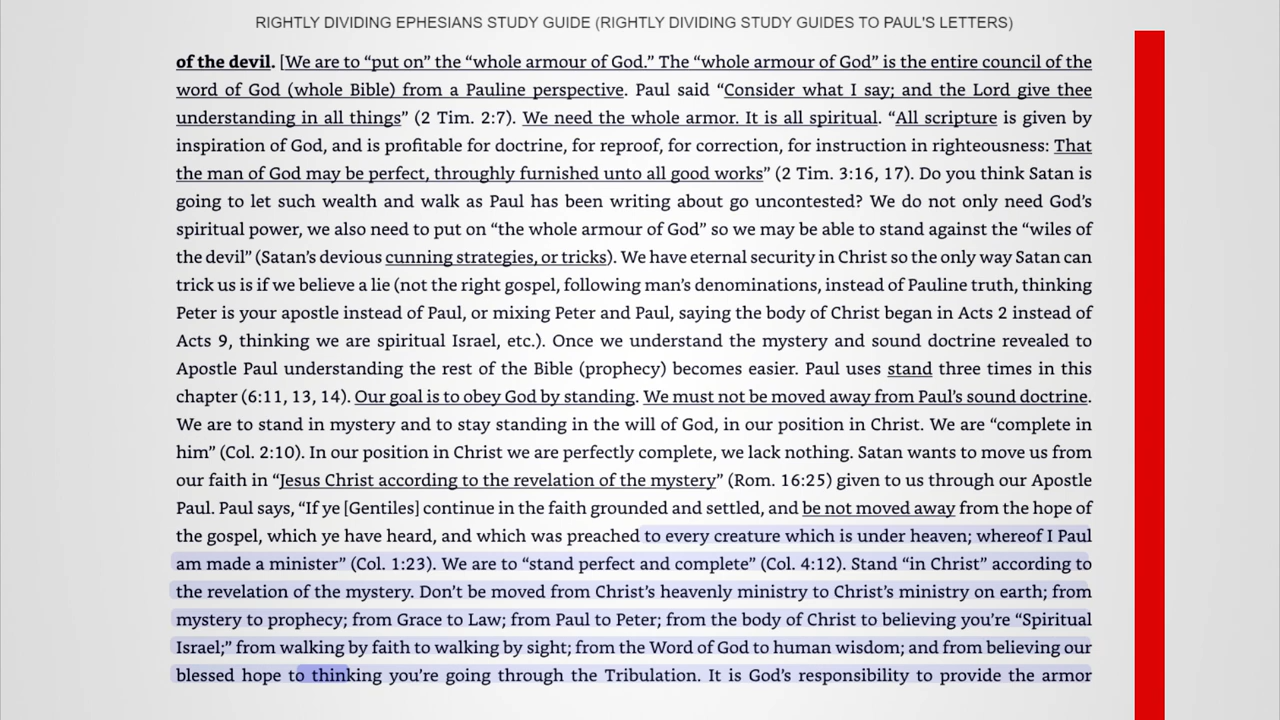 RIGHTLY DIVIDING EPHESIANS STUDY GUIDE (RIGHTLY DIVIDING STUDY GUIDES TO PAUL'S LETTERS)
of the devil. [We are to “put on” the “whole armour of God.” The “whole armour of God” is the entire council of the
word of God (whole Bible) from a Pauline perspective. Paul said “Consider what I say; and the Lord give thee
understanding in all things” (2 Tim. 2:7). We need the whole armor. It is all spiritual. “All scripture is given by
inspiration of God, and is profitable for doctrine, for reproof, for correction, for instruction in righteousness: That
the man of God may be perfect, throughly furnished unto all good works” (2 Tim. 3:16, 17). Do you think Satan is
going to let such wealth and walk as Paul has been writing about go uncontested? We do not only need God’s
spiritual power, we also need to put on “the whole armour of God” so we may be able to stand against the “wiles of
the devil” (Satan’s devious cunning strategies, or tricks). We have eternal security in Christ so the only way Satan can
trick us is if we believe a lie (not the right gospel, following man’s denominations, instead of Pauline truth, thinking
Peter is your apostle instead of Paul, or mixing Peter and Paul, saying the body of Christ began in Acts 2 instead of
Acts 9, thinking we are spiritual Israel, etc.). Once we understand the mystery and sound doctrine revealed to
Apostle Paul understanding the rest of the Bible (prophecy) becomes easier. Paul uses stand three times in this
chapter (6:11, 13, 14). Our goal is to obey God by standing. We must not be moved away from Paul’s sound doctrine.
We are to stand in mystery and to stay standing in the will of God, in our position in Christ. We are “complete in
him” (Col. 2:10). In our position in Christ we are perfectly complete, we lack nothing. Satan wants to move us from
our faith in “Jesus Christ according to the revelation of the mystery” (Rom. 16:25) given to us through our Apostle
Paul. Paul says, “If ye [Gentiles] continue in the faith grounded and settled, and be not moved away from the hope of
the gospel, which ye have heard, and which was preached to every creature which is under heaven; whereof I Paul
am made a minister” (Col. 1:23). We are to “stand perfect and complete” (Col. 4:12). Stand “in Christ” according to
the revelation of the mystery. Don’t be moved from Christ’s heavenly ministry to Christ’s ministry on earth; from
mystery to prophecy; from Grace to Law; from Paul to Peter; from the body of Christ to believing you’re “Spiritual
Israel;” from walking by faith to walking by sight; from the Word of God to human wisdom; and from believing our
blessed hope to thinking you’re going through the Tribulation. It is God’s responsibility to provide the armor